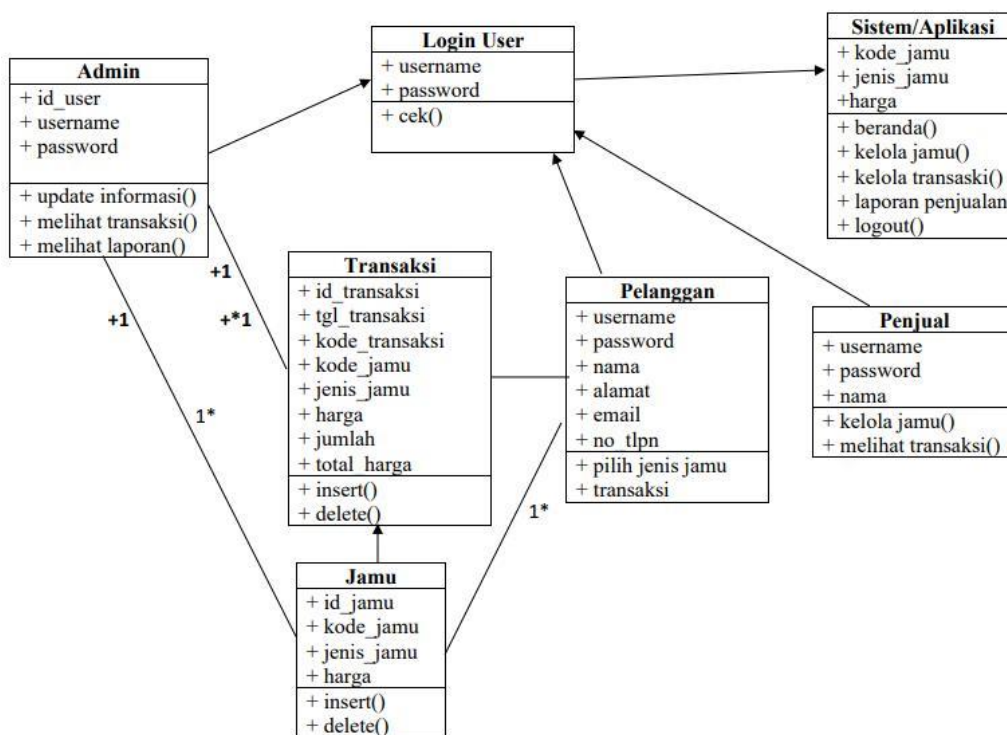 Admin
+ id_user
+ username
+ password
+ update informasi()
+ melihat transaksi()
+ melihat laporan()
Login User
+ username
+ password
+ cek()
Sistem/Aplikasi
+ kode_jamu
+ jenis_jamu
+harga
+ beranda()
+ kelola jamu()
+ kelola transaski()
+ laporan penjualan
+ logout()
+1
+*1
+1
1*
Transaksi
+ id_transaksi
+ tgl_transaksi
+ kode_transaksi
+ kode_jamu
+ jenis_jamu
+ harga
+ jumlah
+ total_harga
+ insert()
+ delete()
Pelanggan
+ username
+ password
+ nama
+ alamat
+ email
+ no_tlpn
+ pilih jenis jamu
+ transaksi
Penjual
+ username
+ password
+ nama
+ kelola jamu()
+ melihat transaksi()
1*
Jamu
+ id_jamu
+ kode_jamu
+ jenis_jamu
+ harga
+ insert()
+ delete()